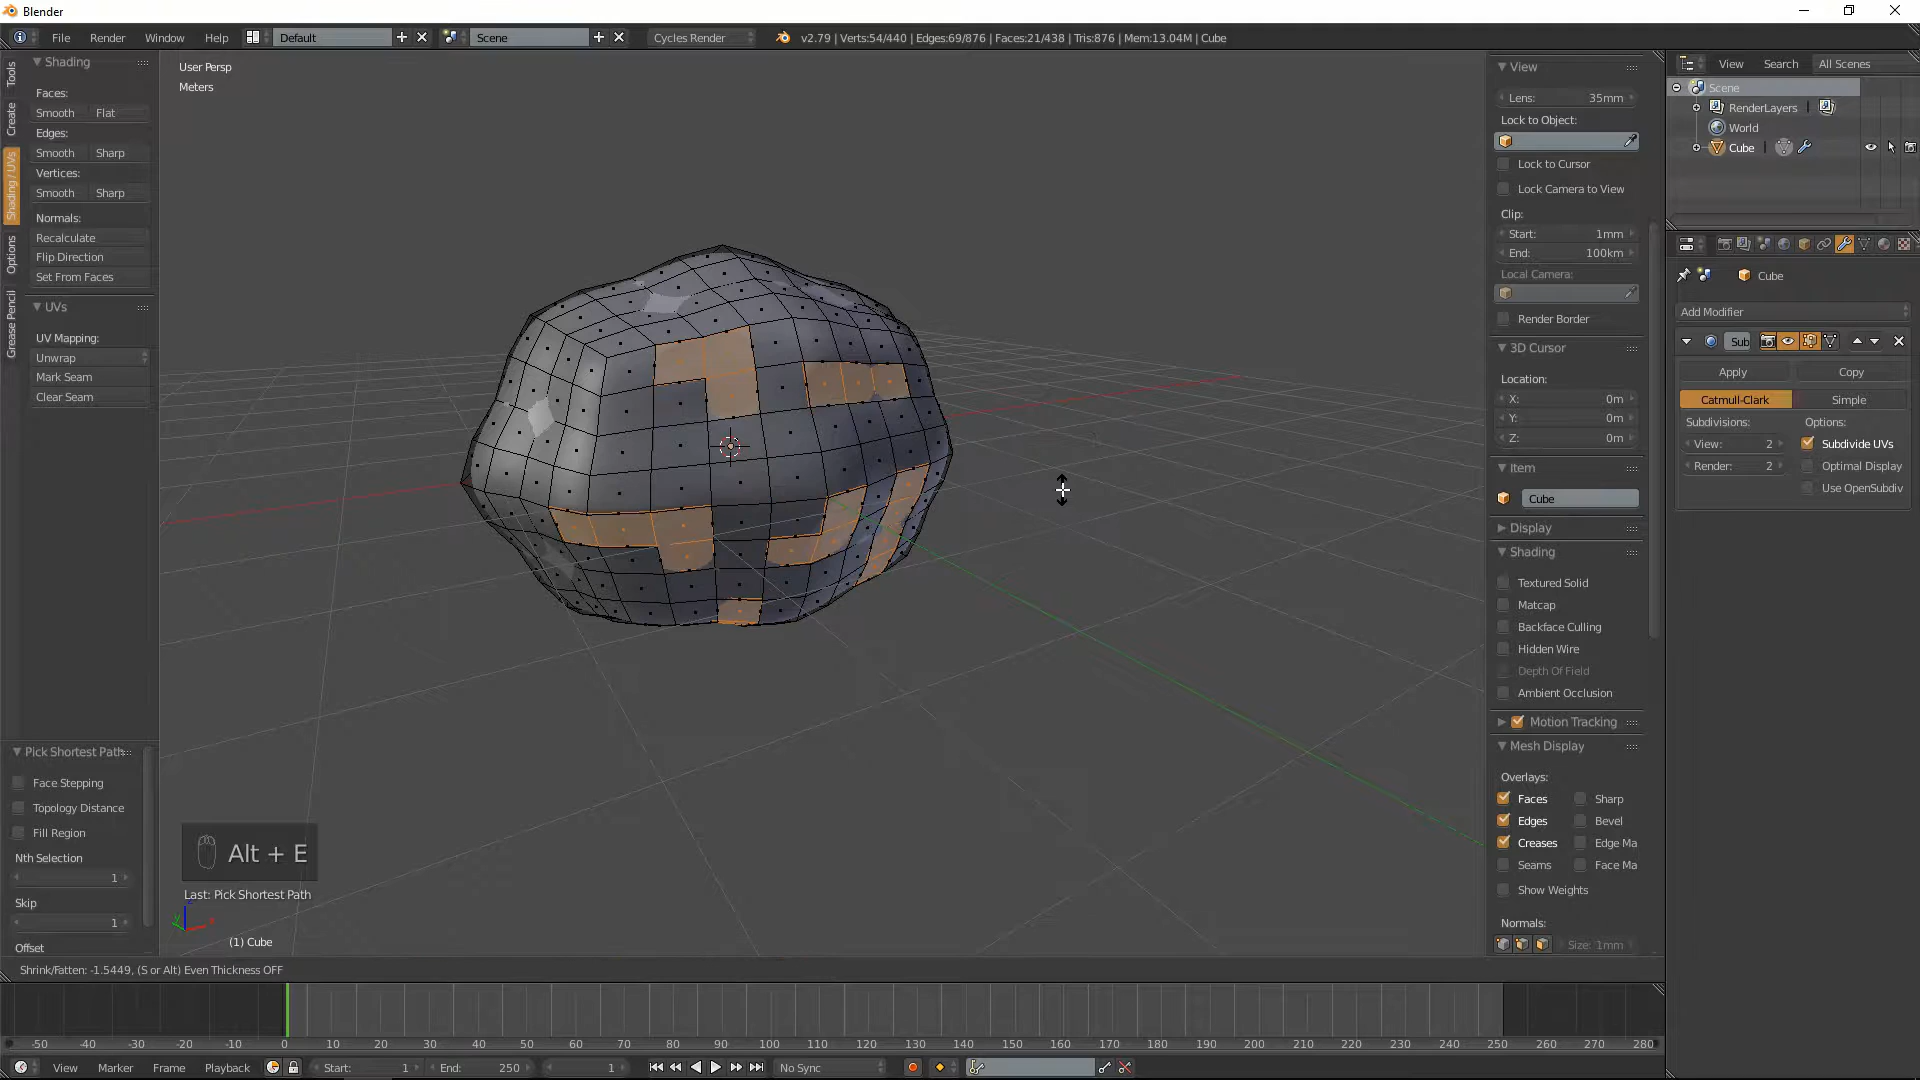 Blender
File Render Window Help Default Scene Cycles Render v2.79 | Verts:54/440 | Edges:69/876 | Faces:21/438 | Tris:876 | Mem:13.04M | Cube
Tools
Create
Shading / UVs
Options
Grease Pencil
Shading
Faces:
Smooth Flat
Edges:
Smooth Sharp
Vertices:
Smooth Sharp
Normals:
Recalculate
Flip Direction
Set From Faces
UVs
UV Mapping:
Unwrap
Mark Seam
Clear Seam
Pick Shortest Path
Face Stepping
Topology Distance
Fill Region
Nth Selection
1
Skip
1
Offset
User Persp
Meters
Alt + E
Last: Pick Shortest Path
(1) Cube
Shrink/Fatten: -1.5449, (S or Alt) Even Thickness OFF
View
Lens: 35mm
Lock to Object:
Lock to Cursor
Lock Camera to View
Clip:
Start: 1mm
End: 100km
Local Camera:
Render Border
3D Cursor
Location:
X: 0m
Y: 0m
Z: 0m
Item
Cube
Display
Shading
Textured Solid
Matcap
Backface Culling
Hidden Wire
Depth Of Field
Ambient Occlusion
Motion Tracking
Mesh Display
Overlays:
Faces Sharp
Edges Bevel
Creases Edge Ma
Seams Face Ma
Show Weights
Normals:
Size: 1mm
View Search All Scenes
Scene
RenderLayers
World
Cube
Cube
Add Modifier
Sub
Apply Copy
Catmull-Clark Simple
Subdivisions: Options:
View: 2 Subdivide UVs
Render: 2 Optimal Display
Use OpenSubdiv
-50 -40 -30 -20 -10 0 10 20 30 40 50 60 70 80 90 100 110 120 130 140 150 160 170 180 190 200 210 220 230 240 250 260 270 280
View Marker Frame Playback Start: 1 End: 250 1 No Sync